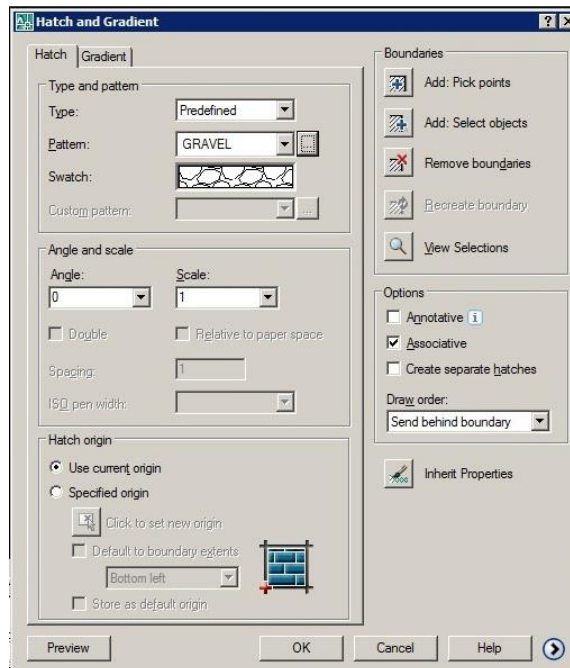 Hatch and Gradient
Hatch Gradient
Type and pattern
Type: Predefined
Pattern: GRAVEL
Swatch:
Custom pattern: ...
Angle and scale
Angle: Scale:
0 1
Double Relative to paper space
Spacing: 1
ISO pen width:
Hatch origin
Use current origin
Specified origin
Click to set new origin
Default to boundary extents
Bottom left
Store as default origin
Boundaries
Add: Pick points
Add: Select objects
Remove boundaries
Recreate boundary
View Selections
Options
Annotative i
Associative
Create separate hatches
Draw order:
Send behind boundary
Inherit Properties
Preview OK Cancel Help